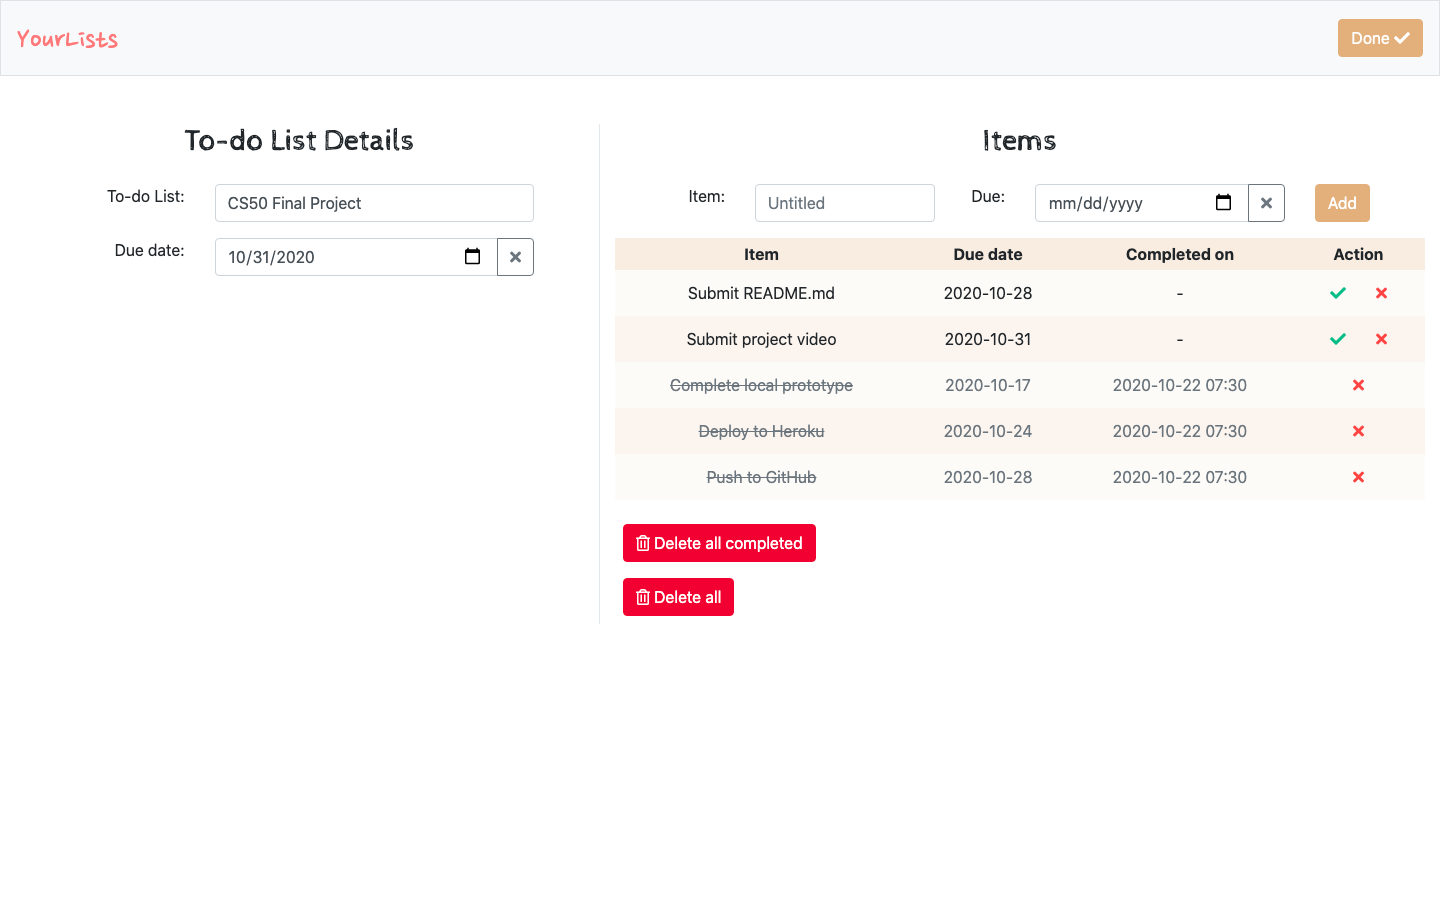 YourLists
Done
To-do List Details
To-do List: CS50 Final Project
Due date: 10/31/2020
Items
Item: Untitled Due: mm/dd/yyyy Add
Item Due date Completed on Action
Submit README.md 2020-10-28 -
Submit project video 2020-10-31 -
Complete local prototype 2020-10-17 2020-10-22 07:30
Deploy to Heroku 2020-10-24 2020-10-22 07:30
Push to GitHub 2020-10-28 2020-10-22 07:30
Delete all completed
Delete all